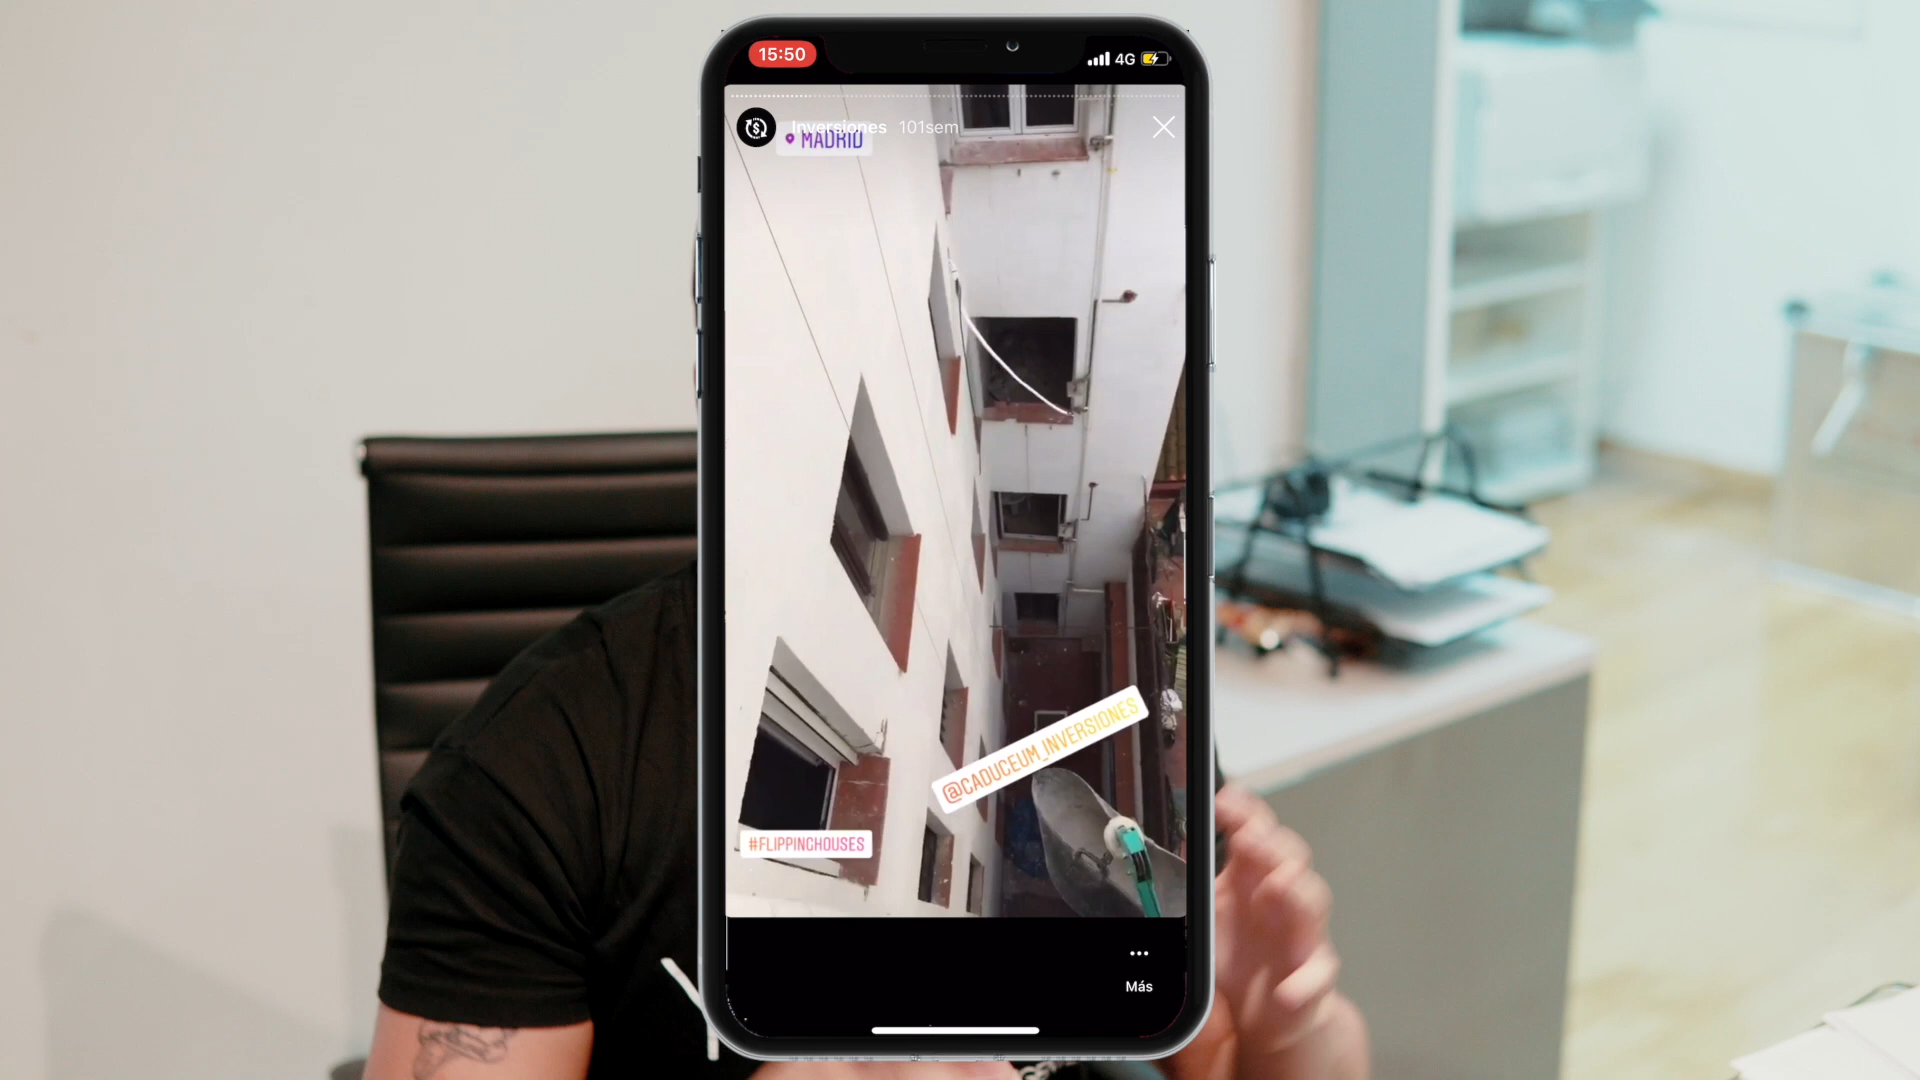 15:50
4G
Inversiones 101sem
MADRID
@CADUCEUM_INVERSIONES
#FLIPPINGHOUSES
Más